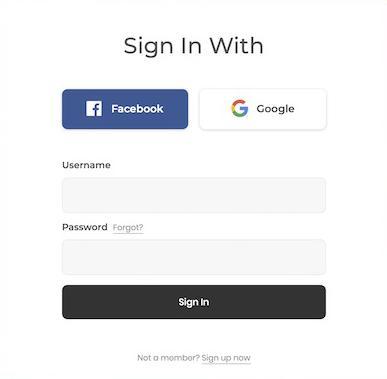 Sign In With
Facebook Google
Username
Password Forgot?
Sign In
Not a member? Sign up now